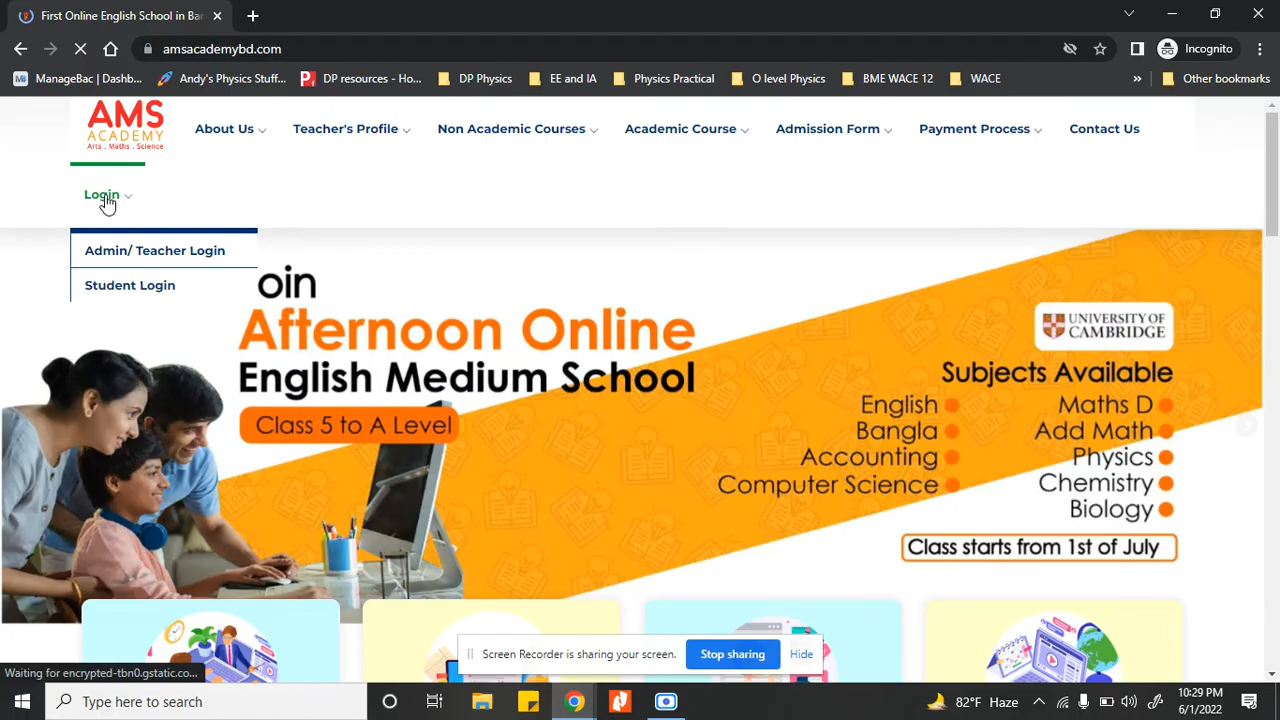 First Online English School in Ban
amsacademybd.com
Incognito
ManageBac | Dashb...
Andy's Physics Stuff...
DP resources - Ho...
DP Physics
EE and IA
Physics Practical
O level Physics
BME WACE 12
WACE
»
Other bookmarks
AMS
ACADEMY
Arts . Maths . Science
About Us
Teacher's Profile
Non Academic Courses
Academic Course
Admission Form
Payment Process
Contact Us
Login
Admin/ Teacher Login
Student Login
oin
Afternoon Online
English Medium School
Class 5 to A Level
UNIVERSITY OF
CAMBRIDGE
Subjects Available
English
Maths D
Bangla
Add Math
Accounting
Physics
Computer Science
Chemistry
Biology
Class starts from 1st of July
Screen Recorder is sharing your screen.
Stop sharing
Hide
Waiting for encrypted-tbn0.gstatic.co...
Type here to search
82°F Haze
10:29 PM
6/1/2022